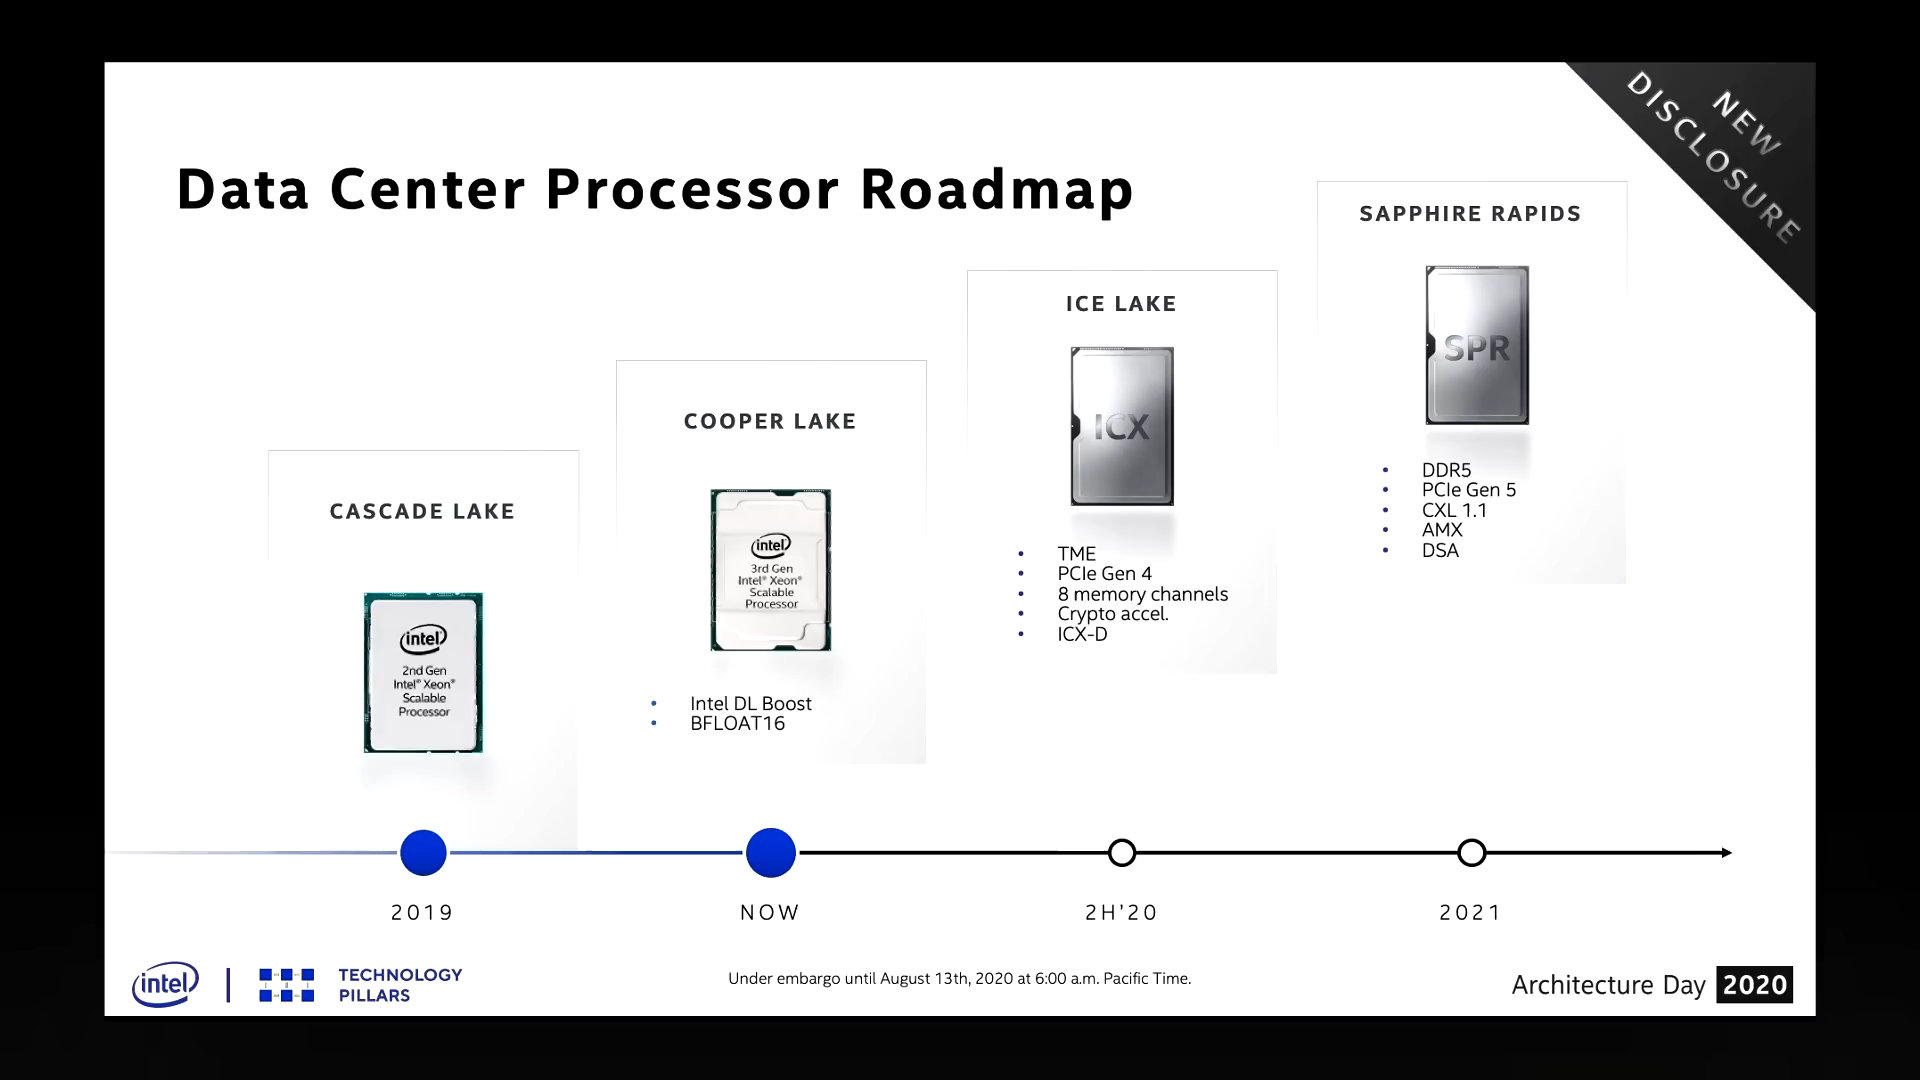 NEW
DISCLOSURE
Data Center Processor Roadmap
CASCADE LAKE
intel
2nd Gen
Intel® Xeon®
Scalable
Processor
COOPER LAKE
intel
3rd Gen
Intel® Xeon®
Scalable
Processor
• Intel DL Boost
• BFLOAT16
ICE LAKE
ICX
• TME
• PCIe Gen 4
• 8 memory channels
• Crypto accel.
• ICX-D
SAPPHIRE RAPIDS
SPR
• DDR5
• PCIe Gen 5
• CXL 1.1
• AMX
• DSA
2019
NOW
2H'20
2021
intel
TECHNOLOGY
PILLARS
Under embargo until August 13th, 2020 at 6:00 a.m. Pacific Time.
Architecture Day 2020